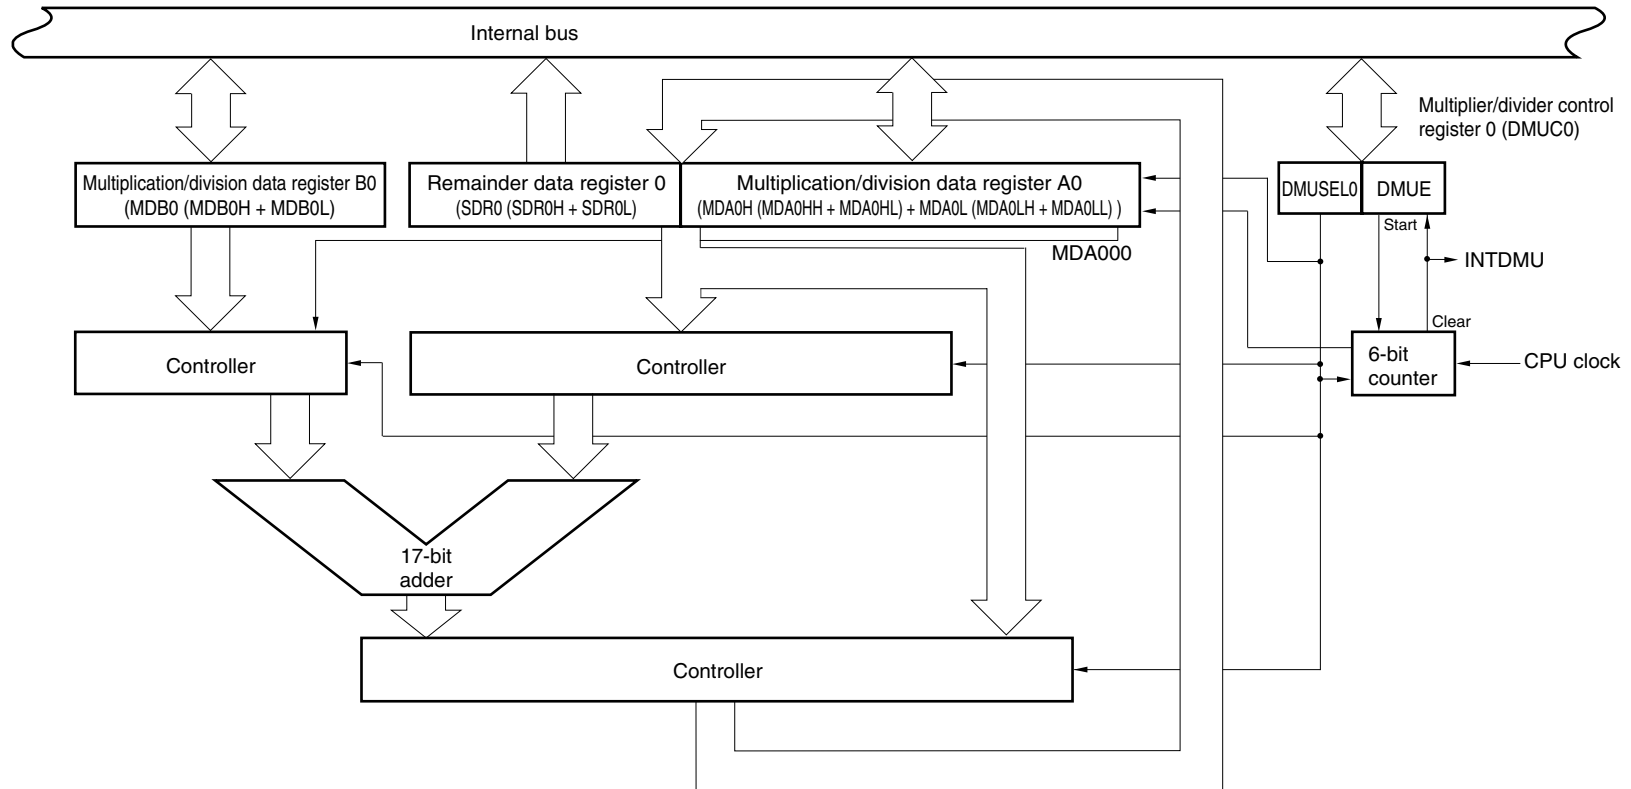 Internal bus
Multiplier/divider control
register 0 (DMUC0)
Multiplication/division data register B0
(MDB0 (MDB0H + MDB0L)
Remainder data register 0
(SDR0 (SDR0H + SDR0L)
Multiplication/division data register A0
(MDA0H (MDA0HH + MDA0HL) + MDA0L (MDA0LH + MDA0LL) )
DMUSEL0
DMUE
Start
MDA000
INTDMU
Clear
Controller
Controller
6-bit
counter
CPU clock
17-bit
adder
Controller